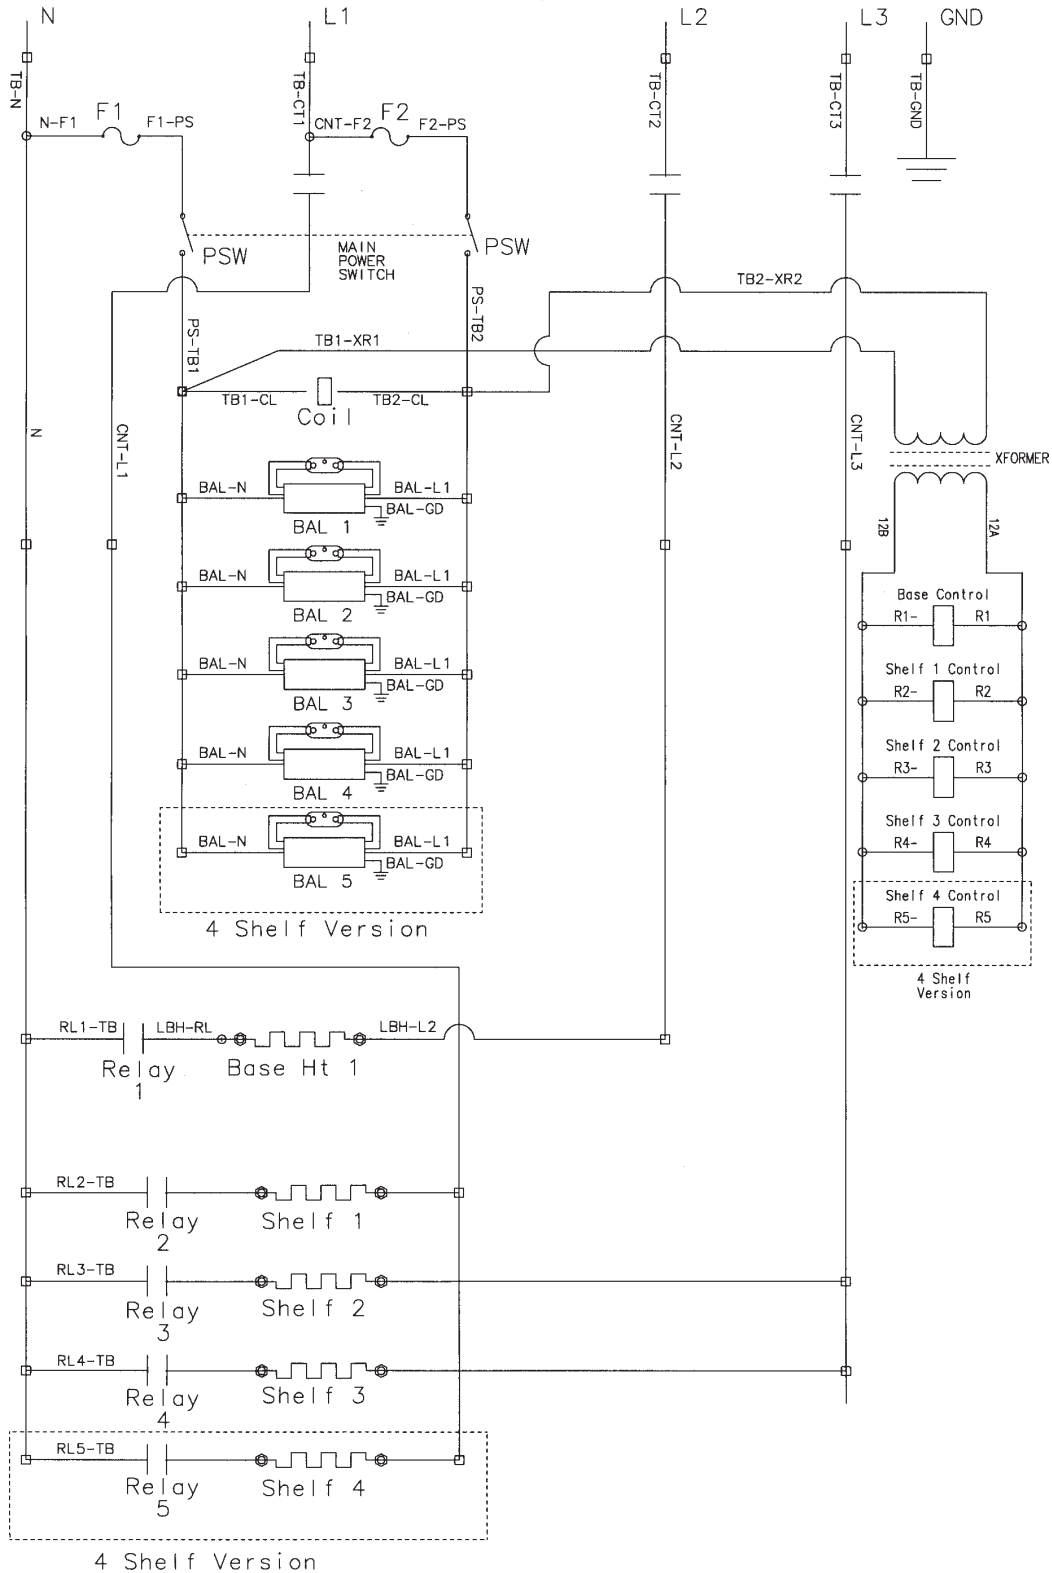 N
L1
L2
L3
GND
TB-N
TB-CT1
TB-CT2
TB-CT3
TB-GND
N-F1
F1
F1-PS
CNT-F2
F2
F2-PS
PSW
MAIN
POWER
SWITCH
PSW
TB2-XR2
PS-TB1
PS-TB2
TB1-XR1
TB1-CL
TB2-CL
Coil
N
CNT-L1
CNT-L2
CNT-L3
XFORMER
BAL-N
BAL-L1
BAL-GD
BAL 1
12B
12A
BAL-N
BAL-L1
BAL-GD
BAL 2
Base Control
R1-
R1
BAL-N
BAL-L1
BAL-GD
BAL 3
Shelf 1 Control
R2-
R2
BAL-N
BAL-L1
BAL-GD
BAL 4
Shelf 2 Control
R3-
R3
BAL-N
BAL-L1
BAL-GD
BAL 5
Shelf 3 Control
R4-
R4
4 Shelf Version
Shelf 4 Control
R5-
R5
4 Shelf
Version
RL1-TB
LBH-RL
LBH-L2
Relay
1
Base Ht 1
RL2-TB
Relay
2
Shelf 1
RL3-TB
Relay
3
Shelf 2
RL4-TB
Relay
4
Shelf 3
RL5-TB
Relay
5
Shelf 4
4 Shelf Version